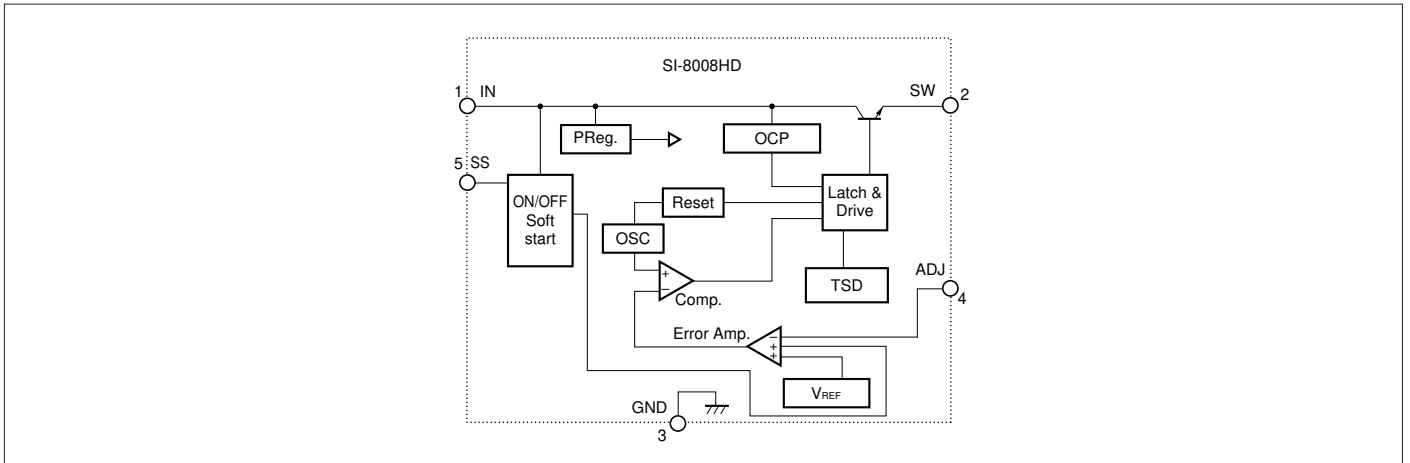 SI-8008HD
1 IN
SW 2
PReg.
OCP
5 SS
ON/OFF
Soft
start
Latch &
Drive
Reset
OSC
+
−
Comp.
TSD
ADJ
4
Error Amp.
−
+
+
VREF
GND
3